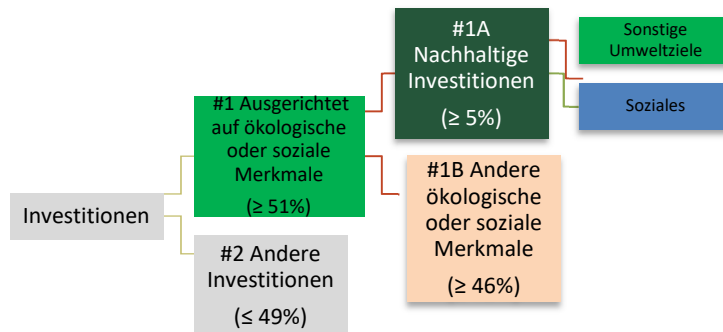 Investitionen
#1 Ausgerichtet
auf ökologische
oder soziale
Merkmale
(≥ 51%)
#2 Andere
Investitionen
(≤ 49%)
#1A
Nachhaltige
Investitionen
(≥ 5%)
#1B Andere
ökologische
oder soziale
Merkmale
(≥ 46%)
Sonstige
Umweltziele
Soziales